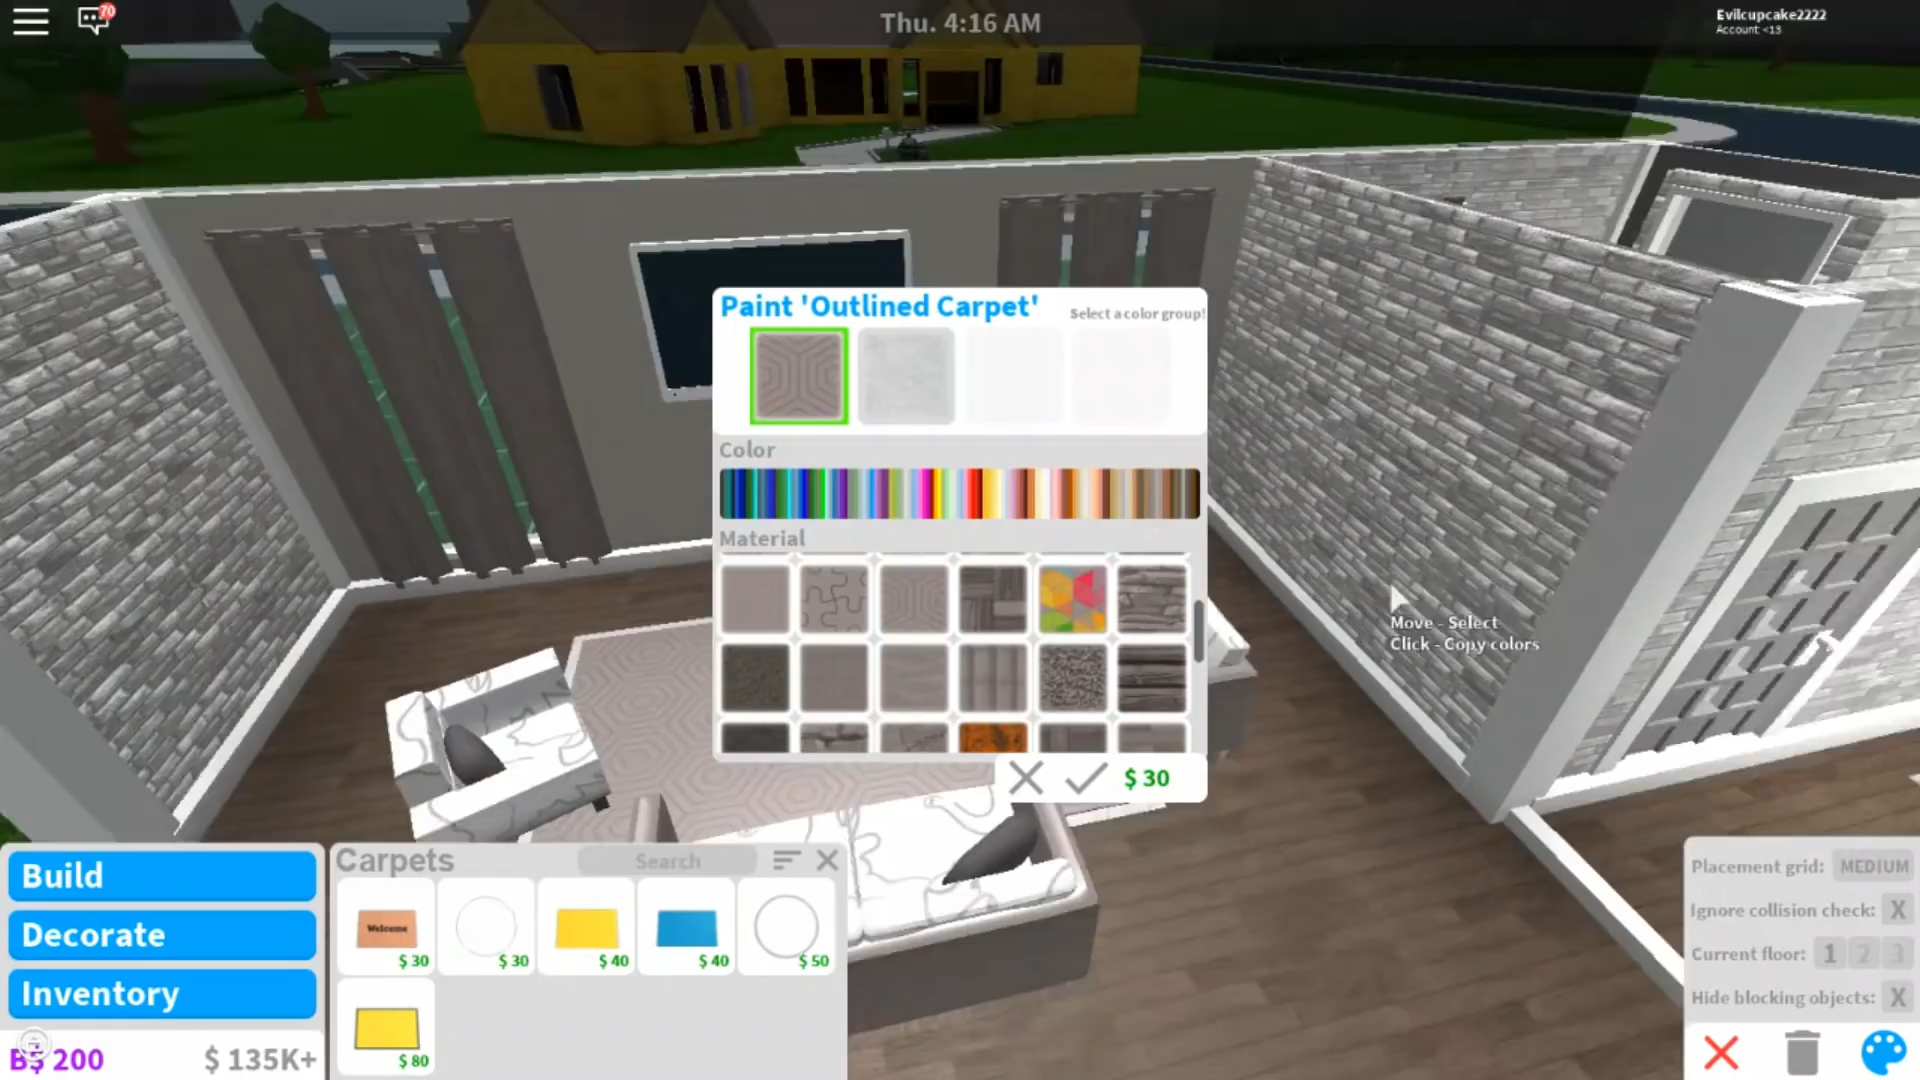 70
Thu. 4:16 AM
Evilcupcake2222
Account <13
Paint 'Outlined Carpet'
Select a color group!
Color
Material
Move - Select
Click - Copy colors
$ 30
Build
Decorate
Inventory
B$ 200
$ 135K+
Carpets
Search
Welcome
$ 30
$ 30
$ 40
$ 40
$ 50
$ 80
Placement grid: MEDIUM
Ignore collision check: X
Current floor: 1 2 3
Hide blocking objects: X